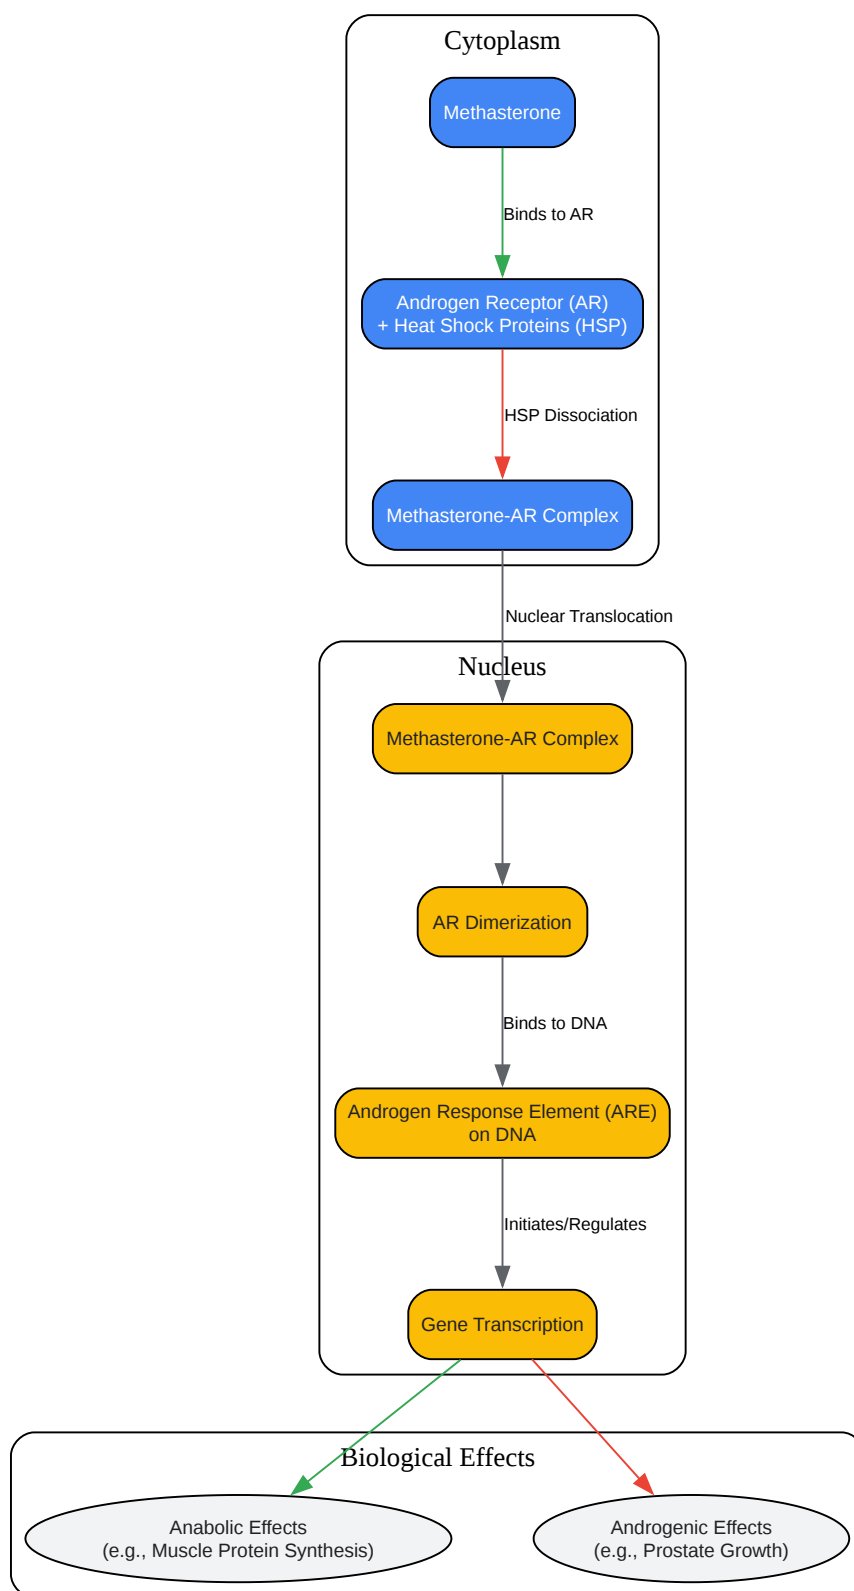 Cytoplasm
Methasterone
Binds to AR
Androgen Receptor (AR)
+ Heat Shock Proteins (HSP)
HSP Dissociation
Methasterone-AR Complex
Nuclear Translocation
Nucleus
Methasterone-AR Complex
AR Dimerization
Binds to DNA
Androgen Response Element (ARE)
on DNA
Initiates/Regulates
Gene Transcription
Biological Effects
Anabolic Effects
(e.g., Muscle Protein Synthesis)
Androgenic Effects
(e.g., Prostate Growth)